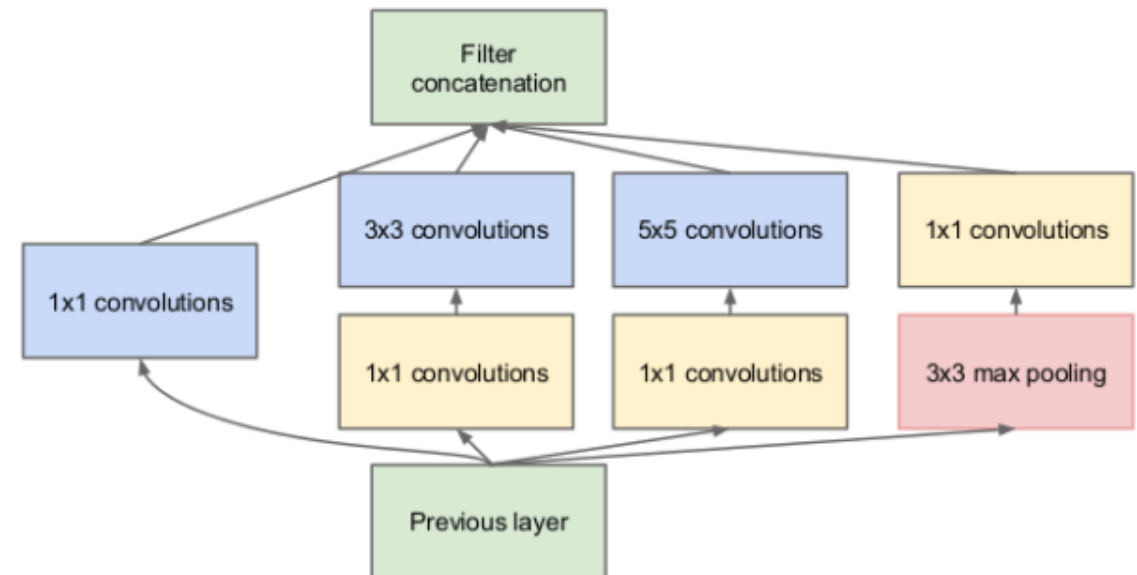 Filter
concatenation
3x3 convolutions
5x5 convolutions
1x1 convolutions
1x1 convolutions
1x1 convolutions
1x1 convolutions
3x3 max pooling
Previous layer